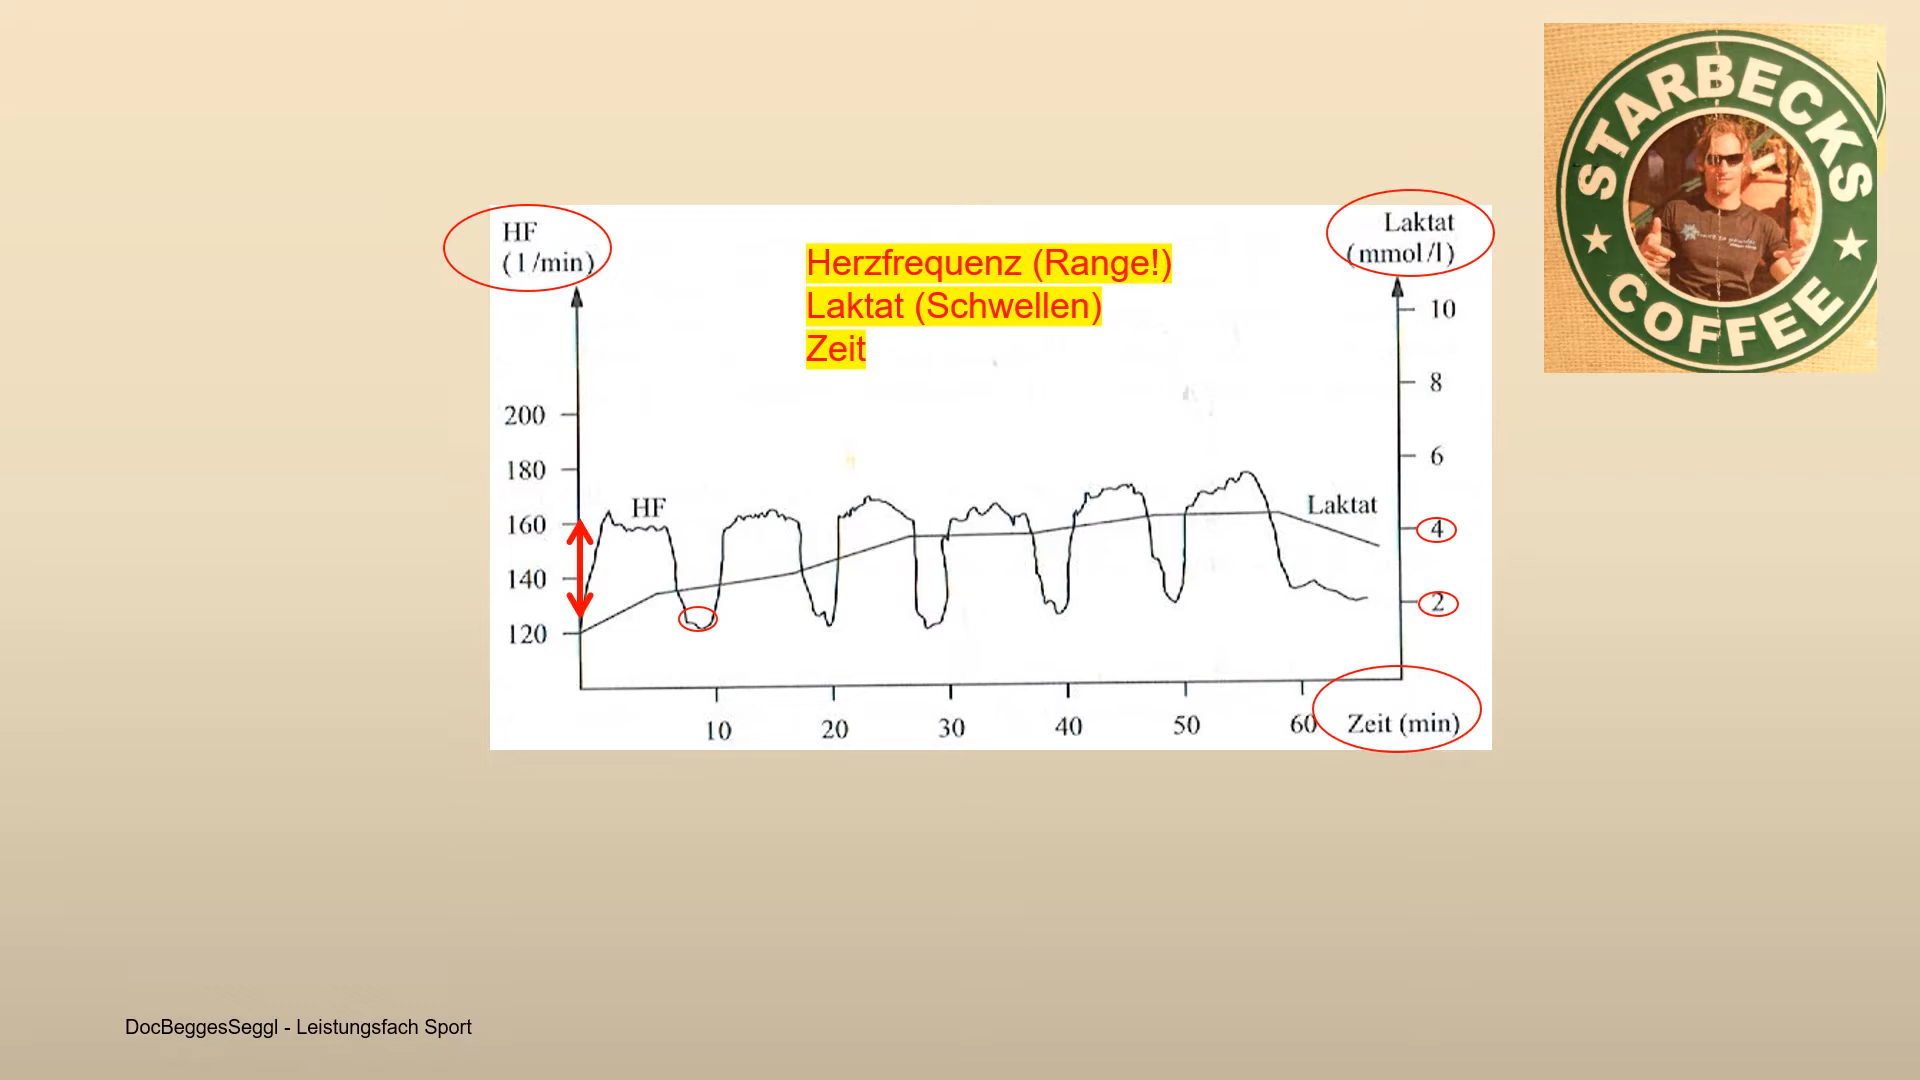 STARBECKS
COFFEE
HF
(1/min)
Laktat
(mmol/l)
Herzfrequenz (Range!)
Laktat (Schwellen)
Zeit
10
8
6
4
2
200
180
160
140
120
HF
Laktat
10
20
30
40
50
60
Zeit (min)
DocBeggesSeggl - Leistungsfach Sport